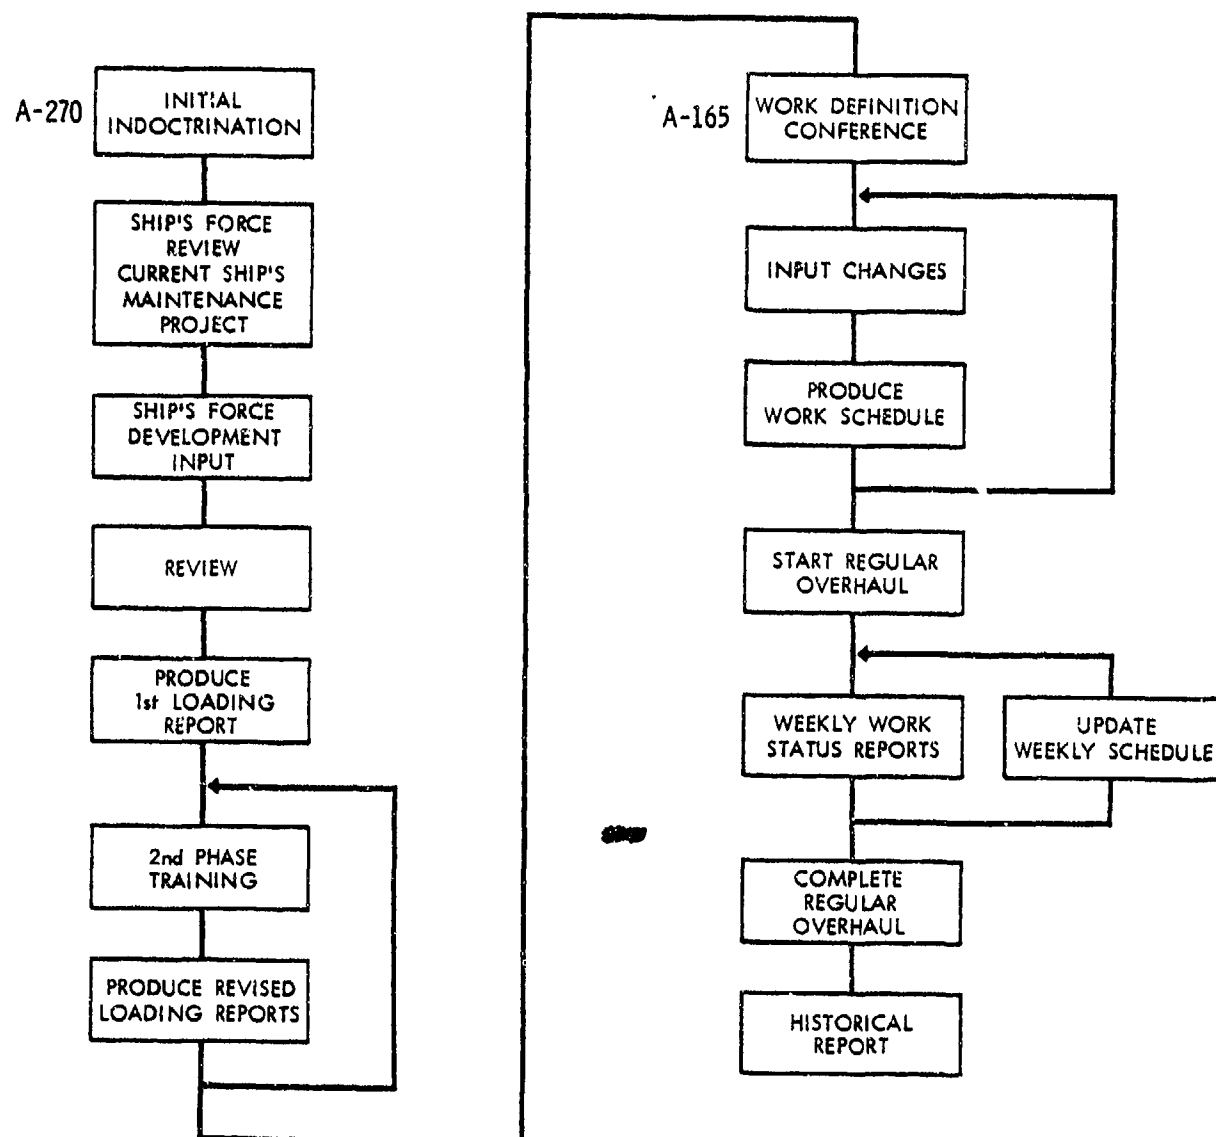 A-270
INITIAL
INDOCTRINATION
SHIP'S FORCE
REVIEW
CURRENT SHIP'S
MAINTENANCE
PROJECT
SHIP'S FORCE
DEVELOPMENT
INPUT
REVIEW
PRODUCE
1st LOADING
REPORT
2nd PHASE
TRAINING
PRODUCE REVISED
LOADING REPORTS
A-165
WORK DEFINITION
CONFERENCE
INPUT CHANGES
PRODUCE
WORK SCHEDULE
START REGULAR
OVERHAUL
WEEKLY WORK
STATUS REPORTS
UPDATE
WEEKLY SCHEDULE
COMPLETE
REGULAR
OVERHAUL
HISTORICAL
REPORT